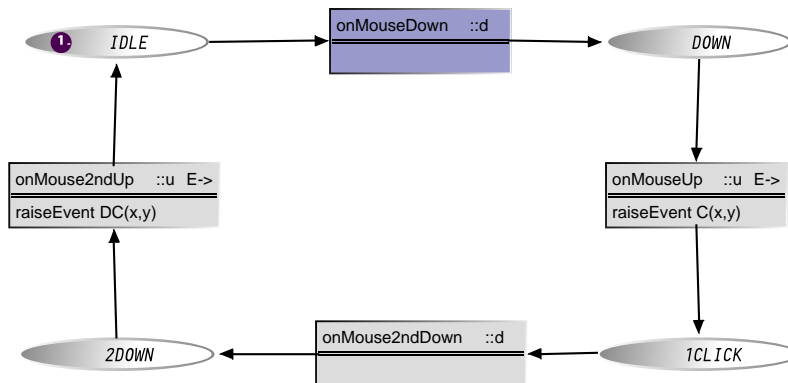 1. IDLE
onMouseDown ::d
DOWN
onMouse2ndUp ::u E->
raiseEvent DC(x,y)
onMouseUp ::u E->
raiseEvent C(x,y)
2DOWN
onMouse2ndDown ::d
1CLICK